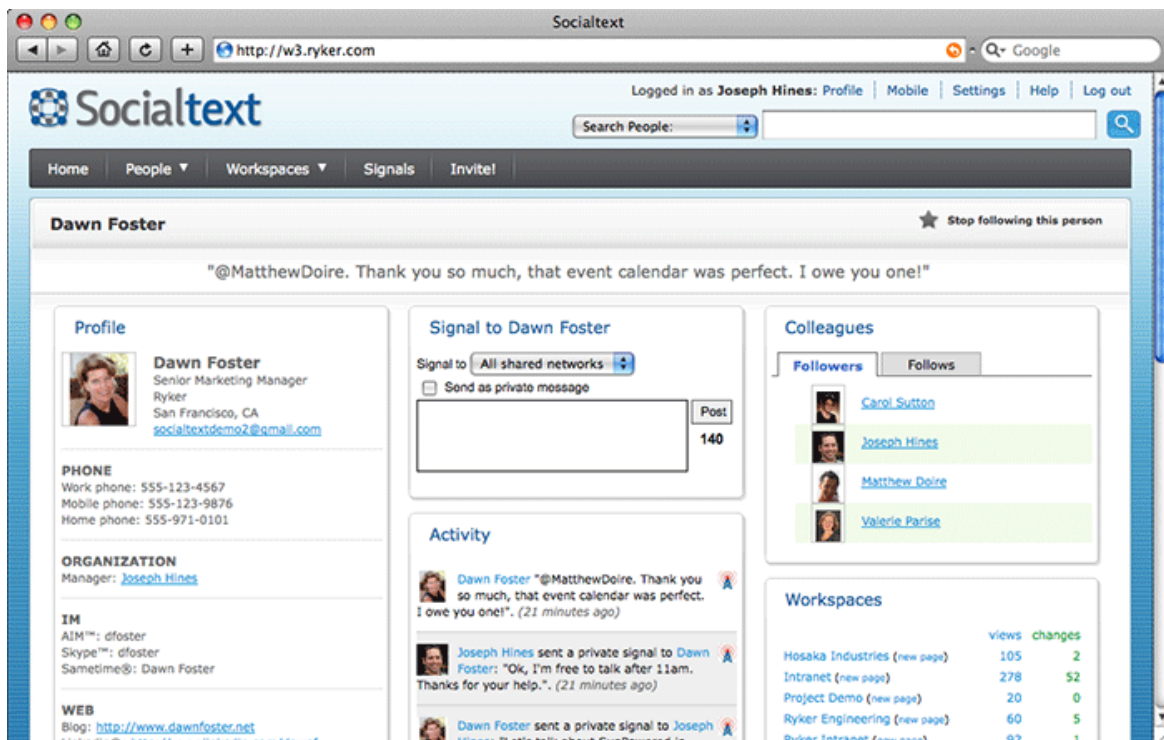 Socialtext
http://w3.ryker.com
Google
Socialtext
Logged in as Joseph Hines: Profile | Mobile | Settings | Help | Log out
Search People:
Home People ▼ Workspaces ▼ Signals Invite!
Dawn Foster
Stop following this person
"@MatthewDoire. Thank you so much, that event calendar was perfect. I owe you one!"
Profile
Dawn Foster
Senior Marketing Manager
Ryker
San Francisco, CA
socialtextdemo2@gmail.com
PHONE
Work phone: 555-123-4567
Mobile phone: 555-123-9876
Home phone: 555-971-0101
ORGANIZATION
Manager: Joseph Hines
IM
AIM™: dfoster
Skype™: dfoster
Sametime®: Dawn Foster
WEB
Blog: http://www.dawnfoster.net
Signal to Dawn Foster
Signal to All shared networks
Send as private message
Post
140
Activity
Dawn Foster "@MatthewDoire. Thank you
so much, that event calendar was perfect.
I owe you one!". (21 minutes ago)
Joseph Hines sent a private signal to Dawn
Foster: "Ok, I'm free to talk after 11am.
Thanks for your help.". (21 minutes ago)
Dawn Foster sent a private signal to Joseph
Colleagues
Followers Follows
Carol Sutton
Joseph Hines
Matthew Doire
Valerie Parise
Workspaces
views changes
Hosaka Industries (new page) 105 2
Intranet (new page) 278 52
Project Demo (new page) 20 0
Ryker Engineering (new page) 60 5
Ryker Intranet (new page) 92 1